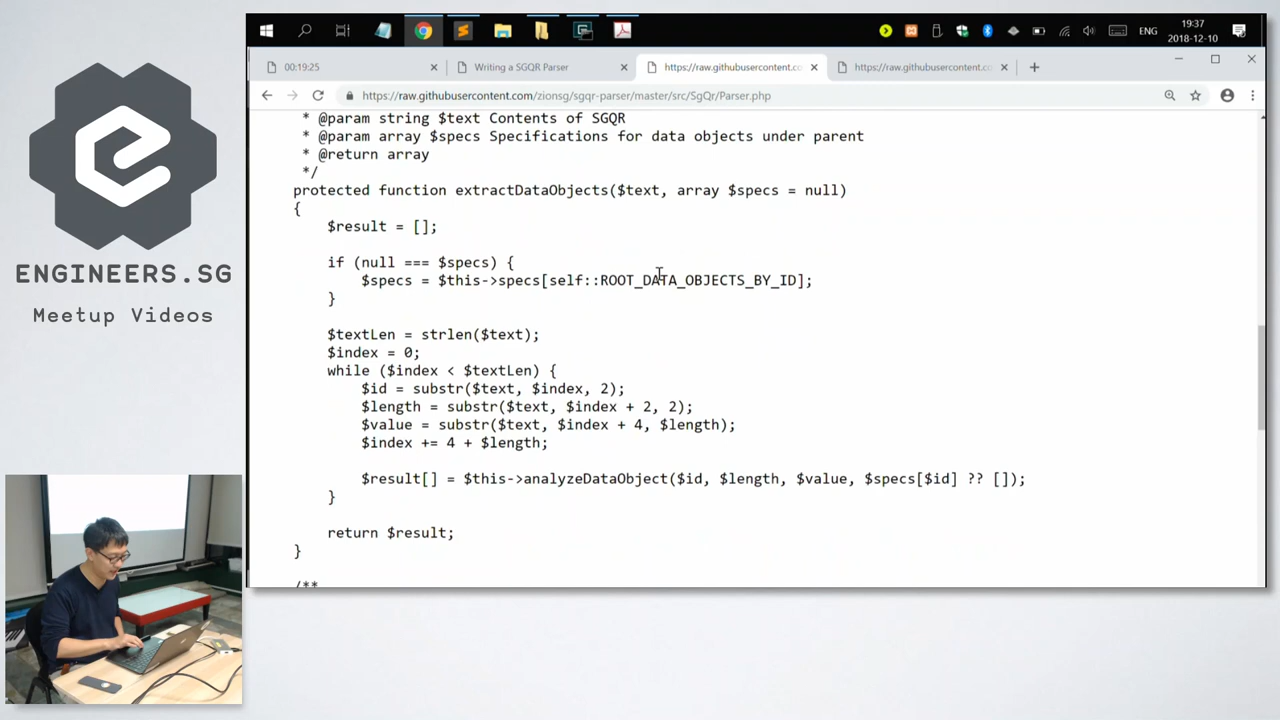 19:37
ENG
2018-12-10
00:19:25
Writing a SGQR Parser
https://raw.githubusercontent.co
https://raw.githubusercontent.co
https://raw.githubusercontent.com/zionsg/sgqr-parser/master/src/SgQr/Parser.php
* @param string $text Contents of SGQR
* @param array $specs Specifications for data objects under parent
* @return array
*/
protected function extractDataObjects($text, array $specs = null)
{
$result = [];
if (null === $specs) {
$specs = $this->specs[self::ROOT_DATA_OBJECTS_BY_ID];
}
$textLen = strlen($text);
$index = 0;
while ($index < $textLen) {
$id = substr($text, $index, 2);
$length = substr($text, $index + 2, 2);
$value = substr($text, $index + 4, $length);
$index += 4 + $length;
$result[] = $this->analyzeDataObject($id, $length, $value, $specs[$id] ?? []);
}
return $result;
}
/**
ENGINEERS.SG
Meetup Videos